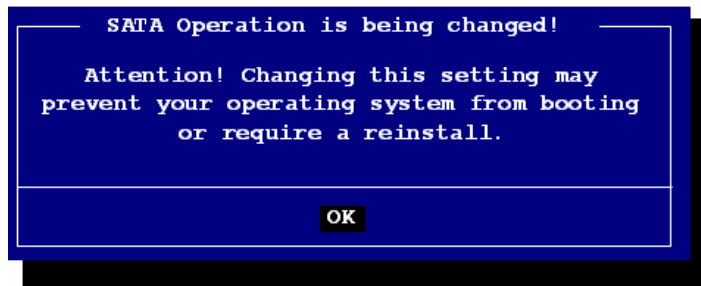 SATA Operation is being changed!
Attention! Changing this setting may
prevent your operating system from booting
or require a reinstall.
OK